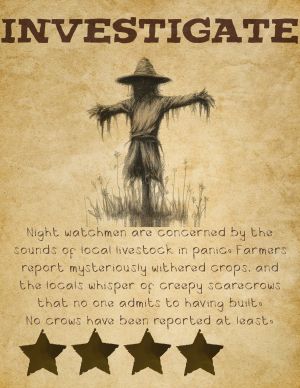 INVESTIGATE
Night watchmen are concerned by the
sounds of local livestock in panic. Farmers
report mysteriously withered crops, and
the locals whisper of creepy scarecrows
that no one admits to having built.
No crows have been reported at least.